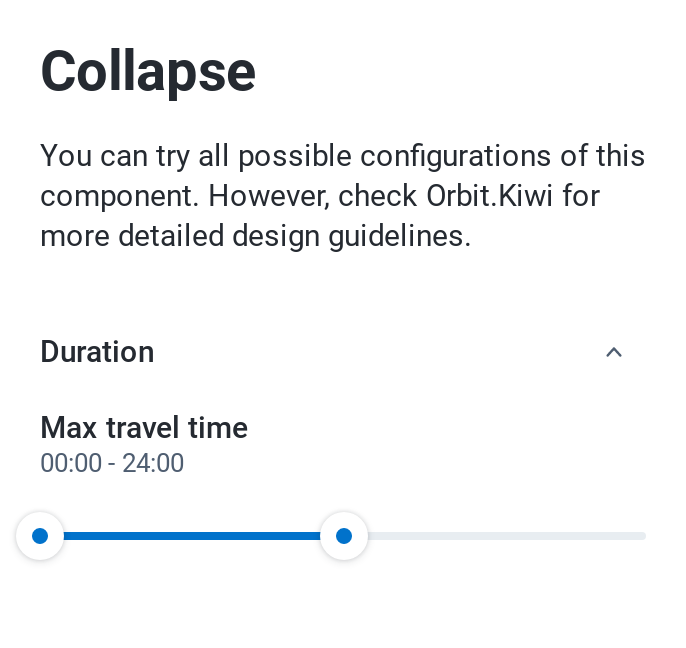 Collapse
You can try all possible configurations of this
component. However, check Orbit.Kiwi for
more detailed design guidelines.
Duration
Max travel time
00:00 - 24:00